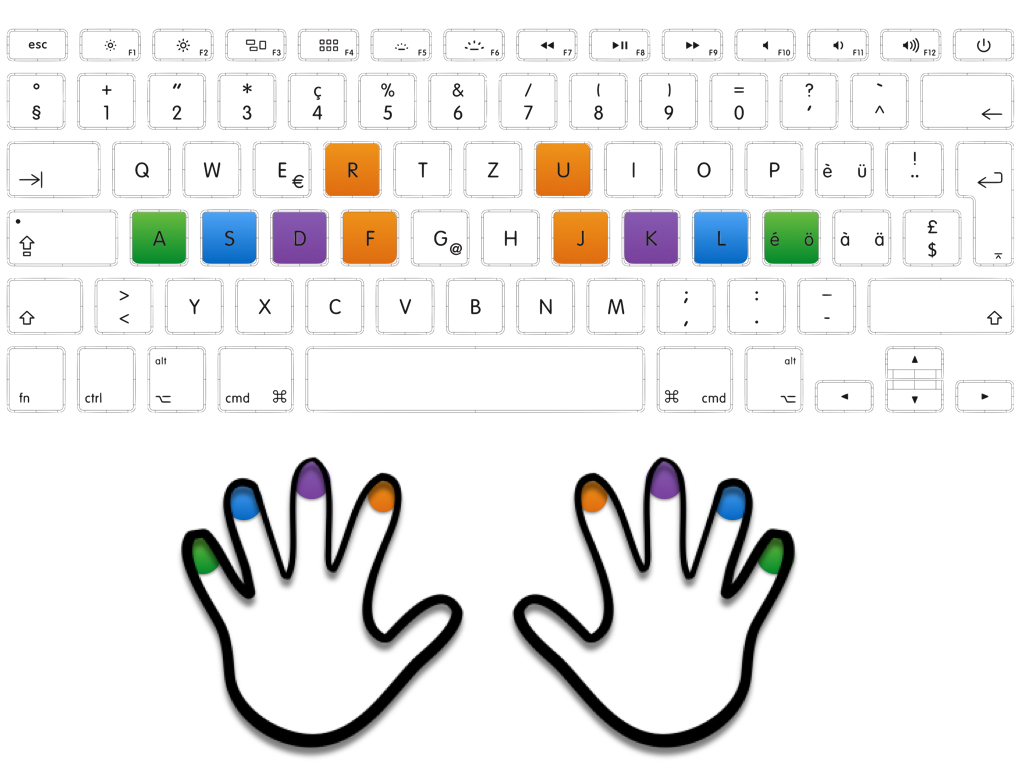 esc F1 F2 F3 F4 F5 F6 F7 F8 F9 F10 F11 F12
° + “ * ç % & / ( ) = ? `
§ 1 2 3 4 5 6 7 8 9 0 ‘ ^
Q W E € R T Z U I O P è ü ! ¨
A S D F G @ H J K L é ö à ä £ $
> < Y X C V B N M ; , : . – -
alt alt
fn ctrl cmd ⌘ ⌘ cmd